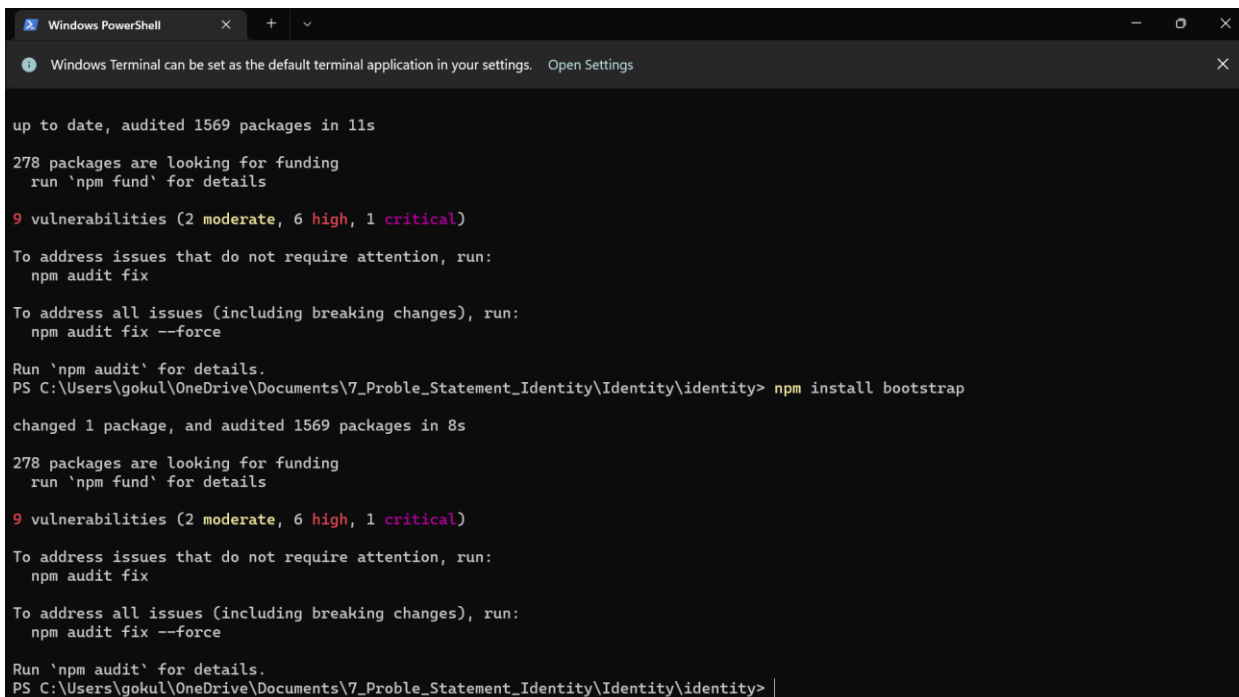 Windows PowerShell
Windows Terminal can be set as the default terminal application in your settings. Open Settings
up to date, audited 1569 packages in 11s
278 packages are looking for funding
  run `npm fund` for details
9 vulnerabilities (2 moderate, 6 high, 1 critical)
To address issues that do not require attention, run:
  npm audit fix
To address all issues (including breaking changes), run:
  npm audit fix --force
Run `npm audit` for details.
PS C:\Users\gokul\OneDrive\Documents\7_Proble_Statement_Identity\Identity\identity> npm install bootstrap
changed 1 package, and audited 1569 packages in 8s
278 packages are looking for funding
  run `npm fund` for details
9 vulnerabilities (2 moderate, 6 high, 1 critical)
To address issues that do not require attention, run:
  npm audit fix
To address all issues (including breaking changes), run:
  npm audit fix --force
Run `npm audit` for details.
PS C:\Users\gokul\OneDrive\Documents\7_Proble_Statement_Identity\Identity\identity>